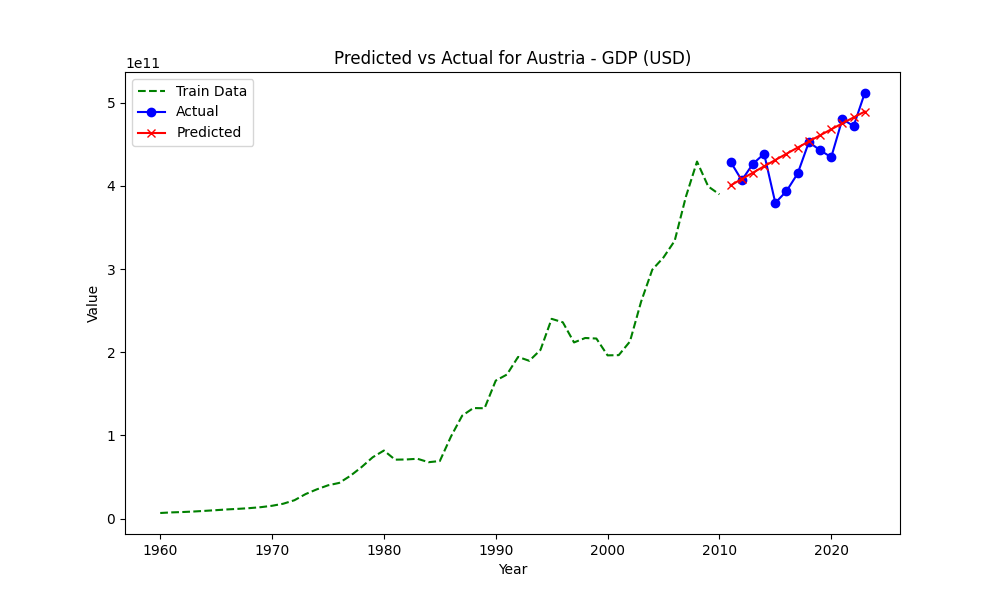 Predicted vs Actual for Austria - GDP (USD)
1e11
Train Data
Actual
Predicted
5
4
3
2
1
0
Value
1960 1970 1980 1990 2000 2010 2020
Year